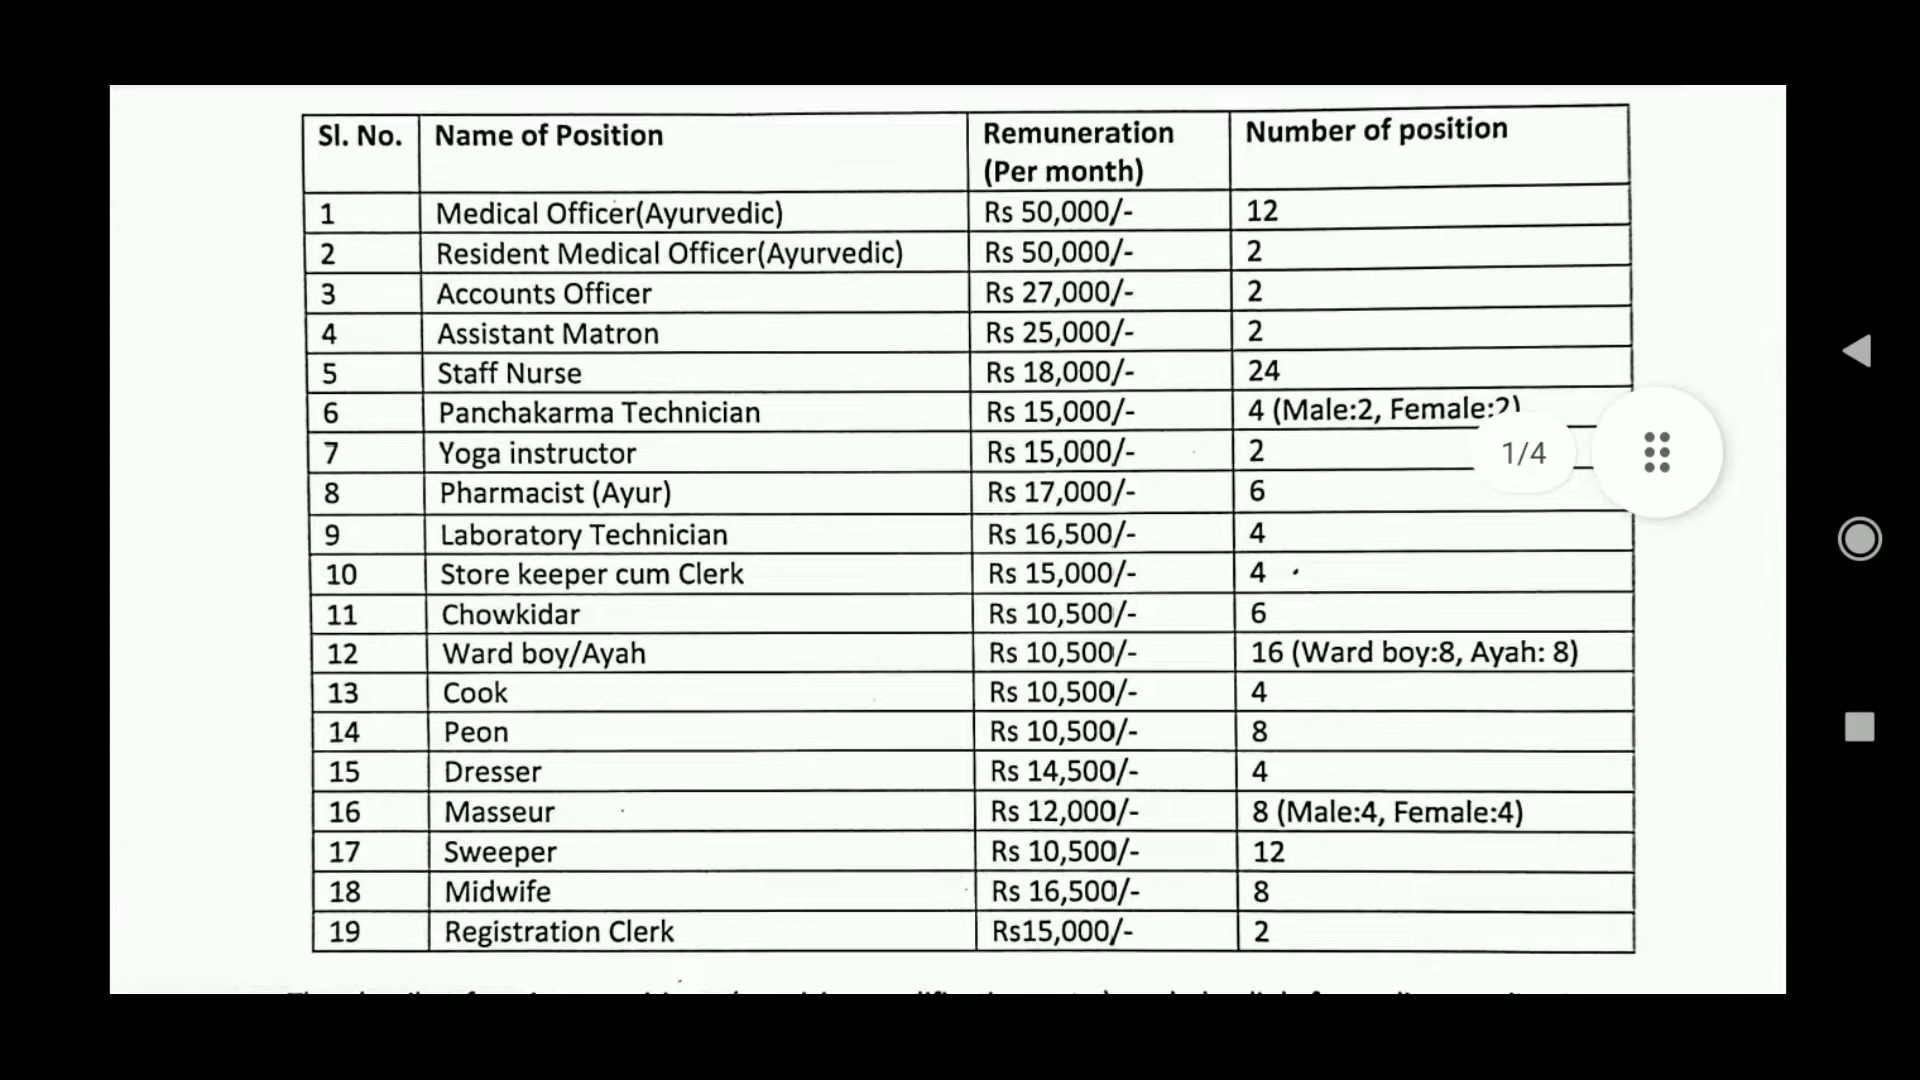 Sl. No. Name of Position Remuneration (Per month) Number of position
1 Medical Officer(Ayurvedic) Rs 50,000/- 12
2 Resident Medical Officer(Ayurvedic) Rs 50,000/- 2
3 Accounts Officer Rs 27,000/- 2
4 Assistant Matron Rs 25,000/- 2
5 Staff Nurse Rs 18,000/- 24
6 Panchakarma Technician Rs 15,000/- 4 (Male:2, Female:2)
7 Yoga instructor Rs 15,000/- 2
1/4
8 Pharmacist (Ayur) Rs 17,000/- 6
9 Laboratory Technician Rs 16,500/- 4
10 Store keeper cum Clerk Rs 15,000/- 4
11 Chowkidar Rs 10,500/- 6
12 Ward boy/Ayah Rs 10,500/- 16 (Ward boy:8, Ayah: 8)
13 Cook Rs 10,500/- 4
14 Peon Rs 10,500/- 8
15 Dresser Rs 14,500/- 4
16 Masseur Rs 12,000/- 8 (Male:4, Female:4)
17 Sweeper Rs 10,500/- 12
18 Midwife Rs 16,500/- 8
19 Registration Clerk Rs15,000/- 2